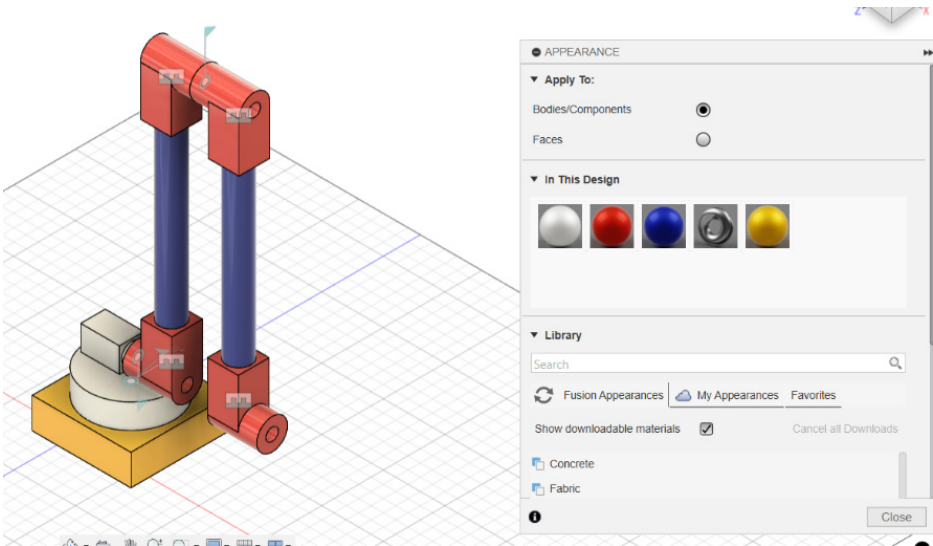 Z
X
APPEARANCE
Apply To:
Bodies/Components
Faces
In This Design
Library
Search
Fusion Appearances My Appearances Favorites
Show downloadable materials Cancel all Downloads
Concrete
Fabric
Close